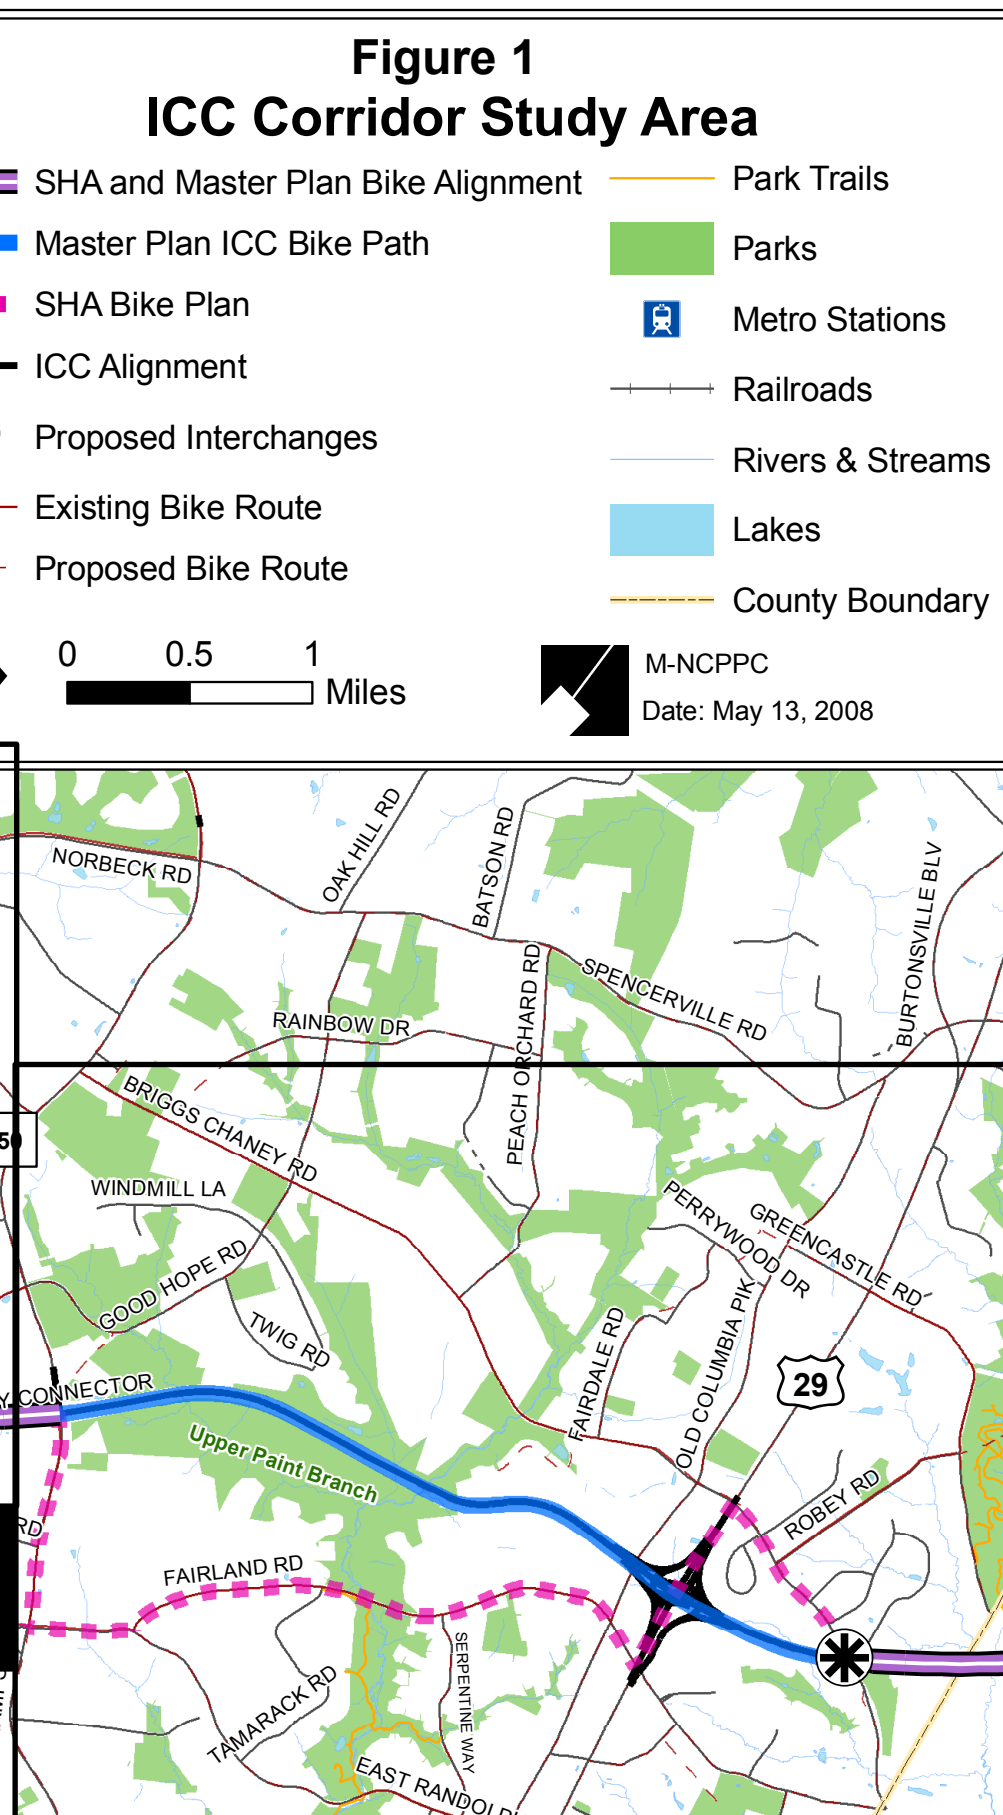 Figure 1
ICC Corridor Study Area
SHA and Master Plan Bike Alignment
Master Plan ICC Bike Path
SHA Bike Plan
ICC Alignment
Proposed Interchanges
Existing Bike Route
Proposed Bike Route
Park Trails
Parks
Metro Stations
Railroads
Rivers & Streams
Lakes
County Boundary
0 0.5 1
Miles
M-NCPPC
Date: May 13, 2008
NORBECK RD
OAK HILL RD
BATSON RD
BURTONSVILLE BLV
SPENCERVILLE RD
PEACH ORCHARD RD
RAINBOW DR
BRIGGS CHANEY RD
50
WINDMILL LA
GOOD HOPE RD
TWIG RD
PERRYWOOD DR
GREENCASTLE RD
OLD COLUMBIA PIK
FAIRDALE RD
29
Y CONNECTOR
Upper Paint Branch
ROBEY RD
RD
FAIRLAND RD
SERPENTINE WAY
TAMARACK RD
EAST RANDOL